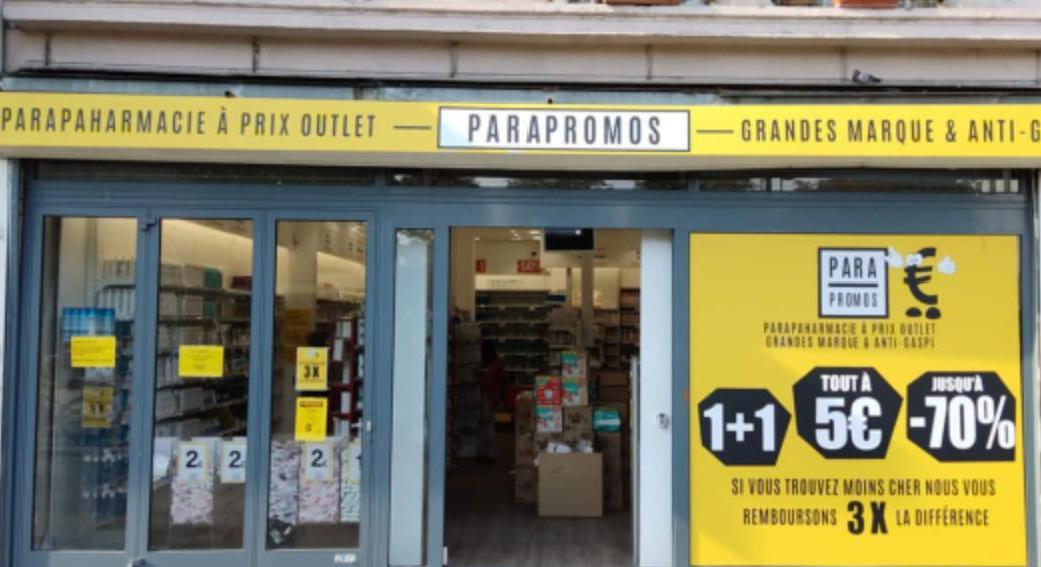 PARAPAHARMACIE À PRIX OUTLET — PARAPROMOS — GRANDES MARQUE & ANTI-G
PARA
PROMOS
€
PARAPAHARMACIE À PRIX OUTLET
GRANDES MARQUE & ANTI-GASPI
1+1
TOUT À
5€
JUSQU'À
-70%
SI VOUS TROUVEZ MOINS CHER NOUS VOUS
REMBOURSONS 3X LA DIFFÉRENCE
3X
2€
2€
2€